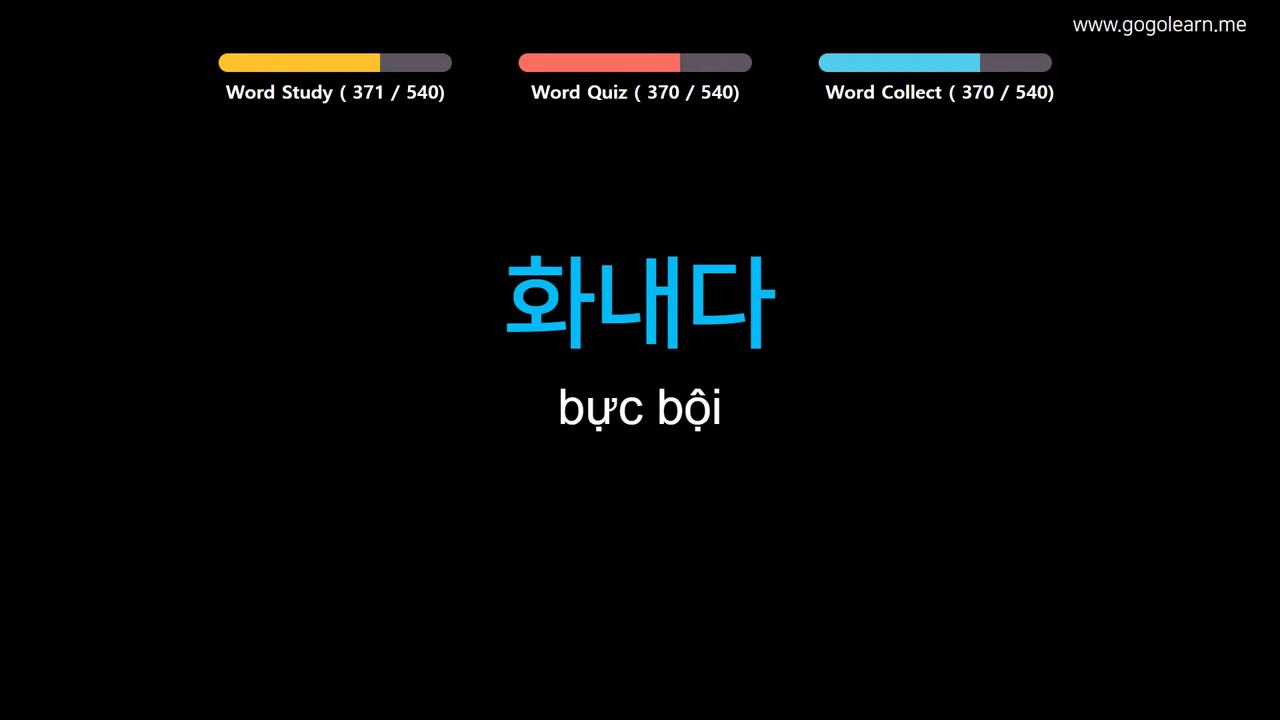 www.gogolearn.me
Word Study ( 371 / 540)
Word Quiz ( 370 / 540)
Word Collect ( 370 / 540)
화내다
bực bội